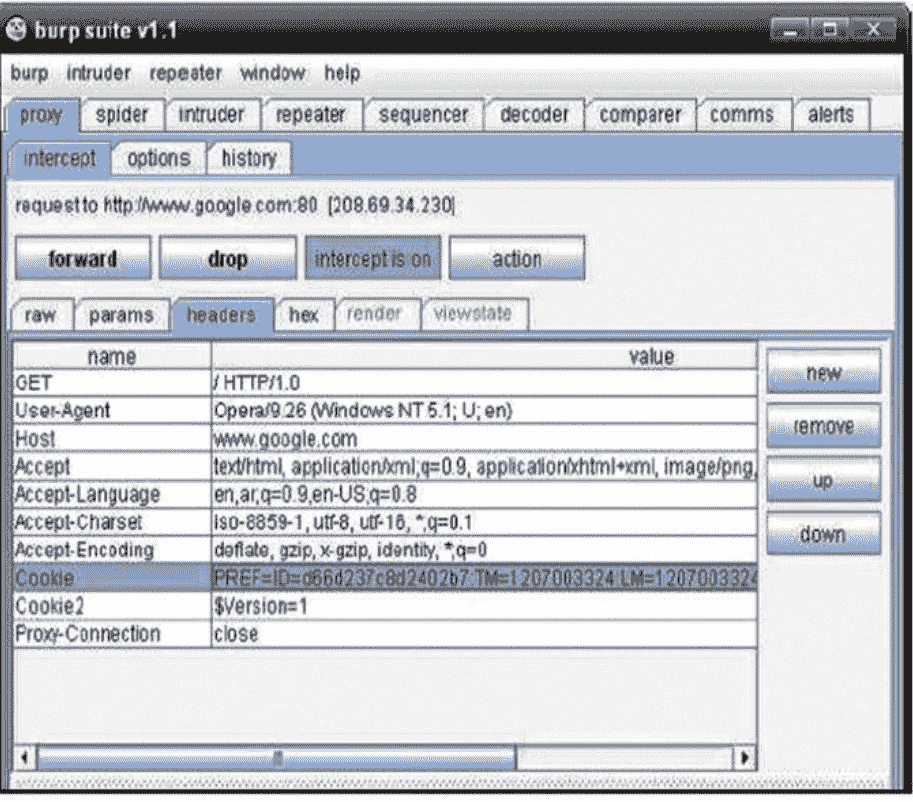 burp suite v1.1
burp intruder repeater window help
proxy spider intruder repeater sequencer decoder comparer comms alerts
intercept options history
request to http://www.google.com:80 [208.69.34.230]
forward drop intercept is on action
raw params headers hex render viewstate
name value
GET / HTTP/1.0
User-Agent Opera/9.26 (Windows NT 5.1; U; en)
Host www.google.com
Accept text/html, application/xml;q=0.9, application/xhtml+xml, image/png,
Accept-Language en,ar;q=0.9,en-US;q=0.8
Accept-Charset iso-8859-1, utf-8, utf-16, *;q=0.1
Accept-Encoding deflate, gzip, x-gzip, identity, *;q=0
Cookie PREF=ID=d66d237c8d2402b7:TM=1207003324:LM=1207003324
Cookie2 $Version=1
Proxy-Connection close
new
remove
up
down